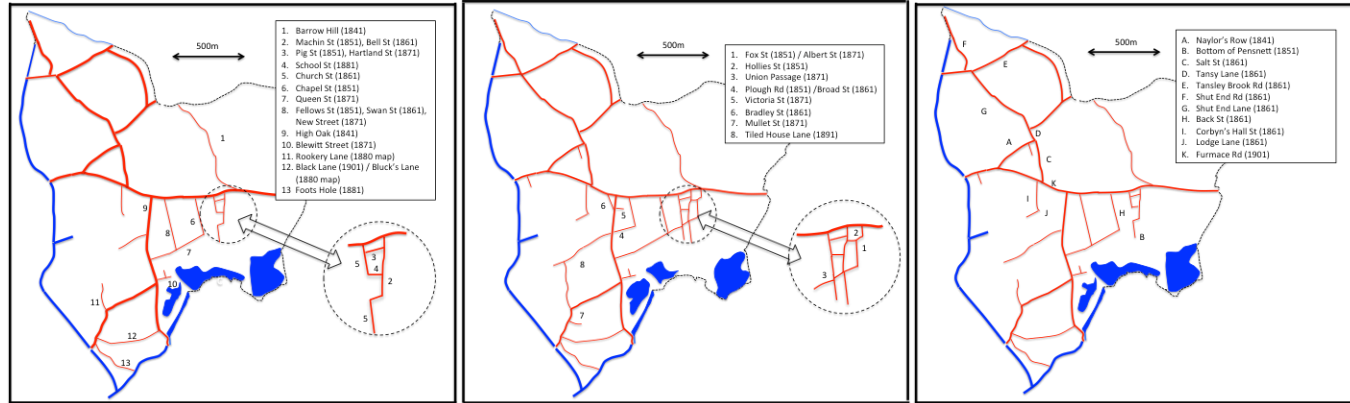 500m
1. Barrow Hill (1841)
2. Machin St (1851), Bell St (1861)
3. Pig St (1851), Hartland St (1871)
4. School St (1881)
5. Church St (1861)
6. Chapel St (1851)
7. Queen St (1871)
8. Fellows St (1851), Swan St (1861),
New Street (1871)
9. High Oak (1841)
10. Blewitt Street (1871)
11. Rookery Lane (1880 map)
12. Black Lane (1901) / Bluck's Lane
(1880 map)
13 Foots Hole (1881)
1
9
6
8
7
3
4
5
2
5
10
11
12
13
500m
1. Fox St (1851) / Albert St (1871)
2. Hollies St (1851)
3. Union Passage (1871)
4. Plough Rd (1851) /Broad St (1861)
5. Victoria St (1871)
6. Bradley St (1861)
7. Mullet St (1871)
8. Tiled House Lane (1891)
6
5
4
2
1
3
8
7
500m
A. Naylor's Row (1841)
B. Bottom of Pensnett (1851)
C. Salt St (1861)
D. Tansy Lane (1861)
E. Tansley Brook Rd (1861)
F. Shut End Rd (1861)
G. Shut End Lane (1861)
H. Back St (1861)
I. Corbyn's Hall St (1861)
J. Lodge Lane (1861)
K. Furmace Rd (1901)
F
E
G
D
A
C
K
I
J
H
B